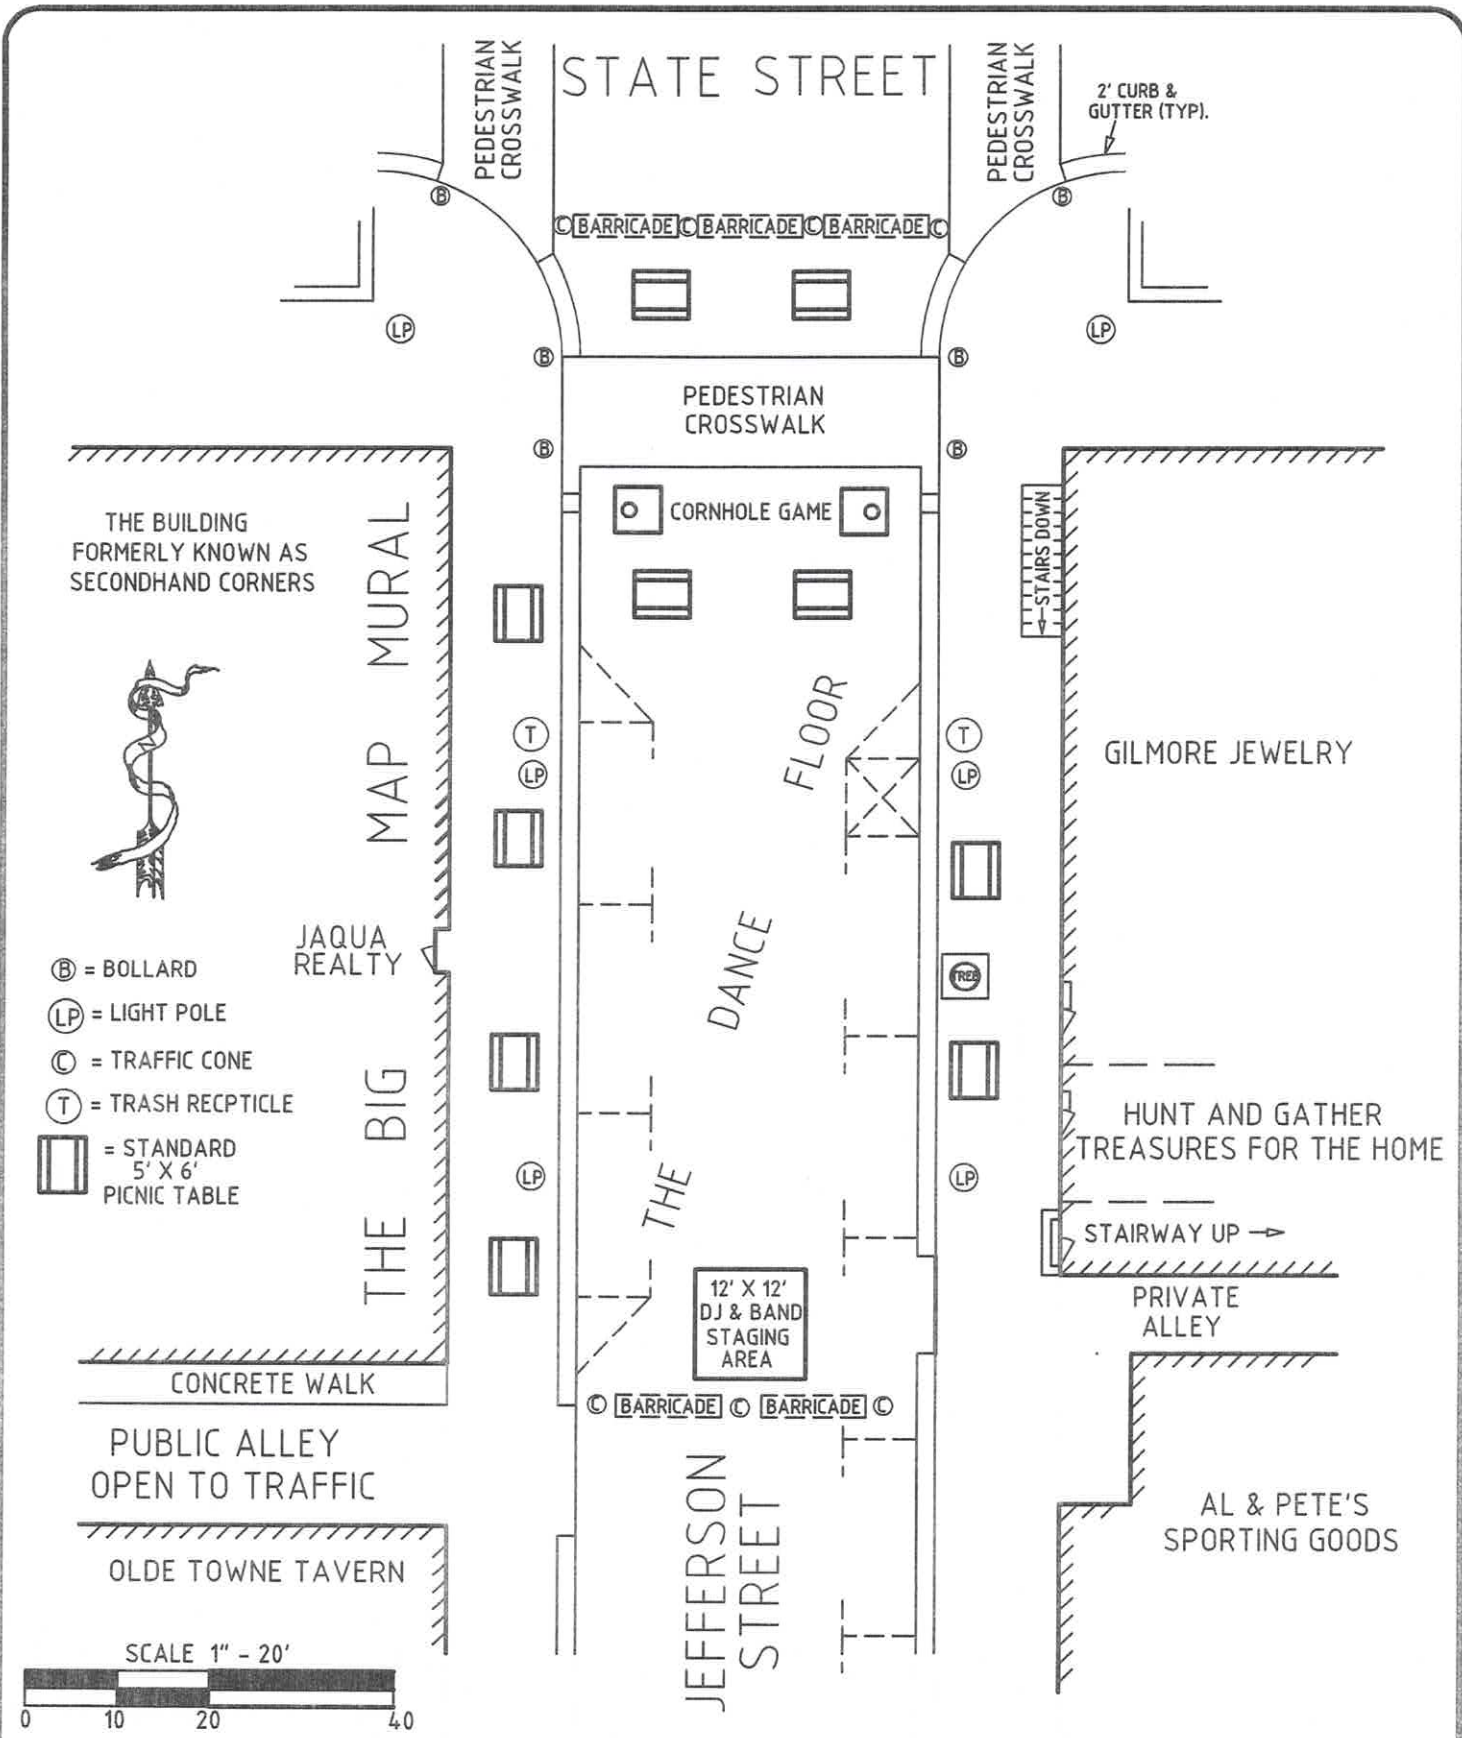 STATE STREET
PEDESTRIAN
CROSSWALK
PEDESTRIAN
CROSSWALK
2' CURB &
GUTTER (TYP).
B
B
C BARRICADE C BARRICADE C BARRICADE C
LP
LP
B
B
PEDESTRIAN
CROSSWALK
B
B
CORNHOLE GAME
THE BUILDING
FORMERLY KNOWN AS
SECONDHAND CORNERS
THE BIG MAP MURAL
STAIRS DOWN
T
LP
T
LP
THE DANCE FLOOR
GILMORE JEWELRY
JAQUA
REALTY
TREE
B = BOLLARD
LP = LIGHT POLE
C = TRAFFIC CONE
T = TRASH RECPTICLE
= STANDARD
5' X 6'
PICNIC TABLE
LP
LP
HUNT AND GATHER
TREASURES FOR THE HOME
STAIRWAY UP
12' X 12'
DJ & BAND
STAGING
AREA
PRIVATE
ALLEY
CONCRETE WALK
C BARRICADE C BARRICADE C
PUBLIC ALLEY
OPEN TO TRAFFIC
JEFFERSON
STREET
AL & PETE'S
SPORTING GOODS
OLDE TOWNE TAVERN
SCALE 1" - 20'
0 10 20 40